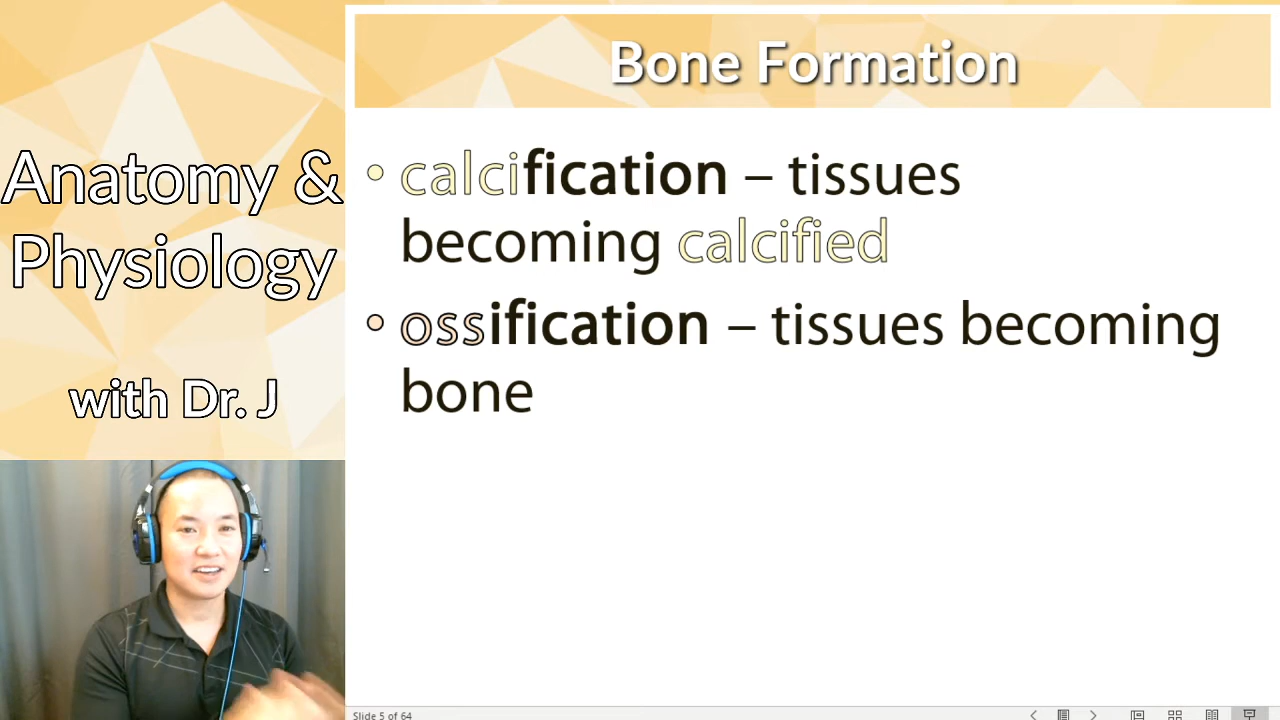 Anatomy &
Physiology
with Dr. J
Bone Formation
• calcification – tissues
becoming calcified
• ossification – tissues becoming
bone
Slide 5 of 64